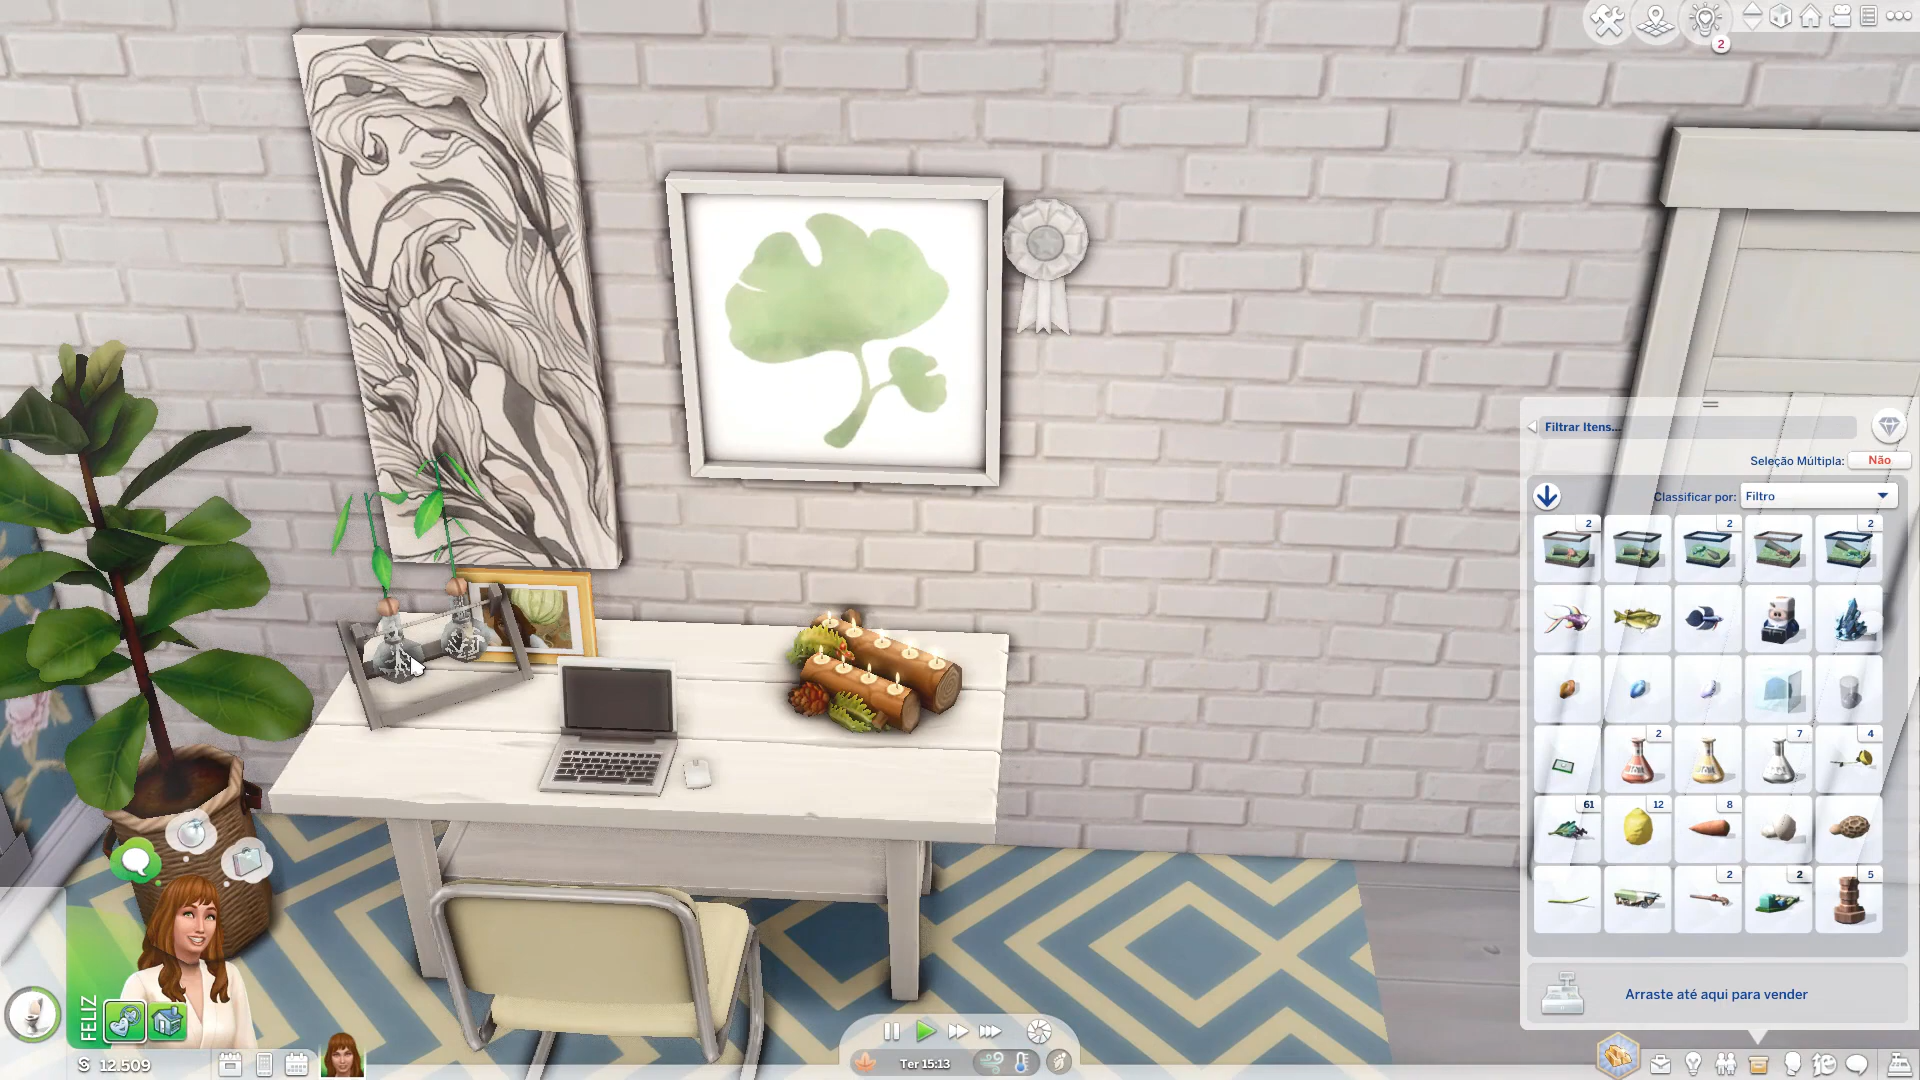 2
Filtrar Itens...
Seleção Múltipla: Não
Classificar por: Filtro
2 2 2
2 7 4
61 12 8
2 2 5
Arraste até aqui para vender
FELIZ
12.509
Ter 15:13